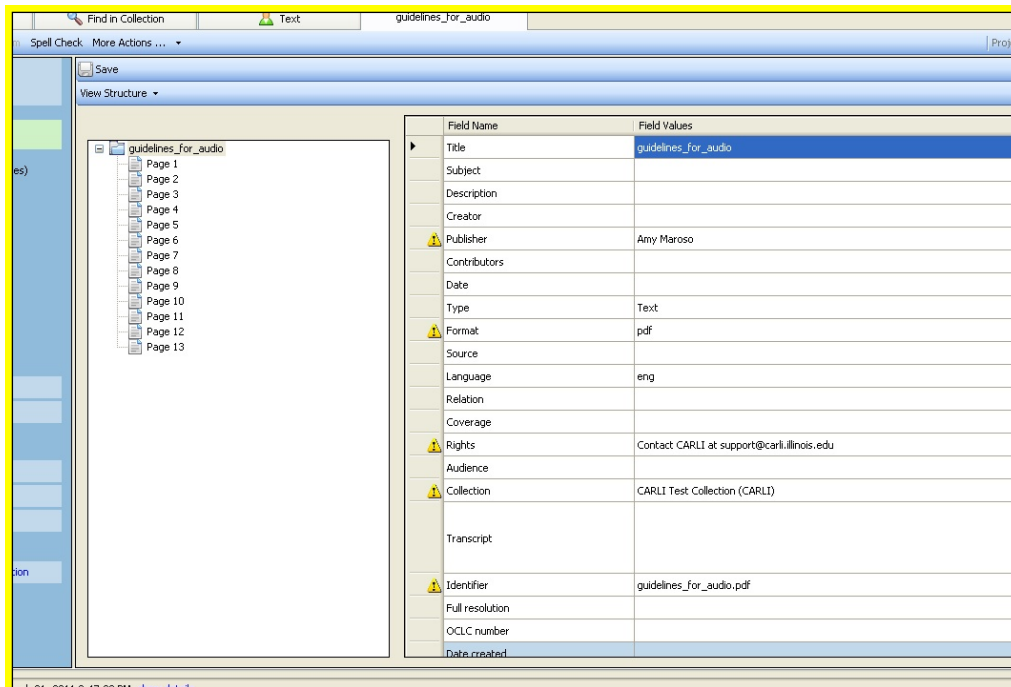 Find in Collection Text guidelines_for_audio
Spell Check More Actions ...
Save
View Structure
Field Name Field Values
guidelines_for_audio
Page 1
Page 2
Page 3
Page 4
Page 5
Page 6
Page 7
Page 8
Page 9
Page 10
Page 11
Page 12
Page 13
es)
tion
Title guidelines_for_audio
Subject
Description
Creator
Publisher Amy Maroso
Contributors
Date
Type Text
Format pdf
Source
Language eng
Relation
Coverage
Rights Contact CARLI at support@carli.illinois.edu
Audience
Collection CARLI Test Collection (CARLI)
Transcript
Identifier guidelines_for_audio.pdf
Full resolution
OCLC number
Date created